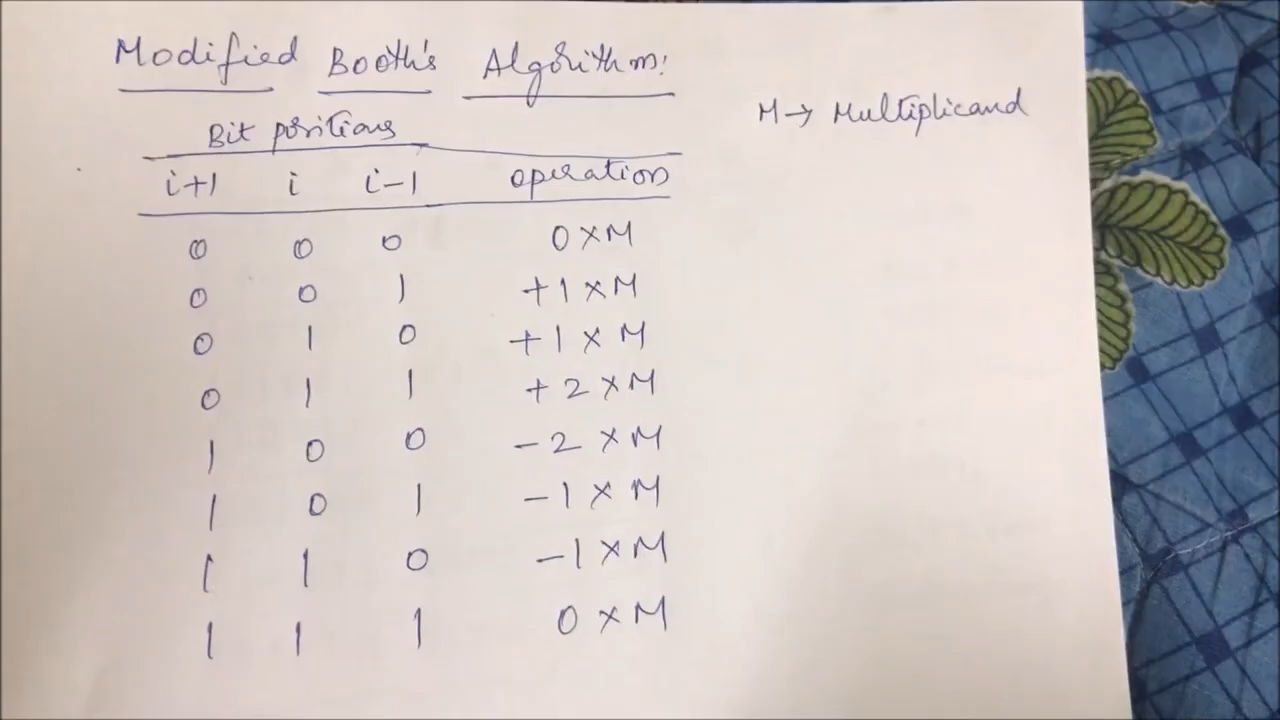 Modified Booth's Algorithm:
M → Multiplicand
Bit positions
i+1 i i-1 operation
0 0 0 0 × M
0 0 1 +1 × M
0 1 0 +1 × M
0 1 1 +2 × M
1 0 0 -2 × M
1 0 1 -1 × M
1 1 0 -1 × M
1 1 1 0 × M